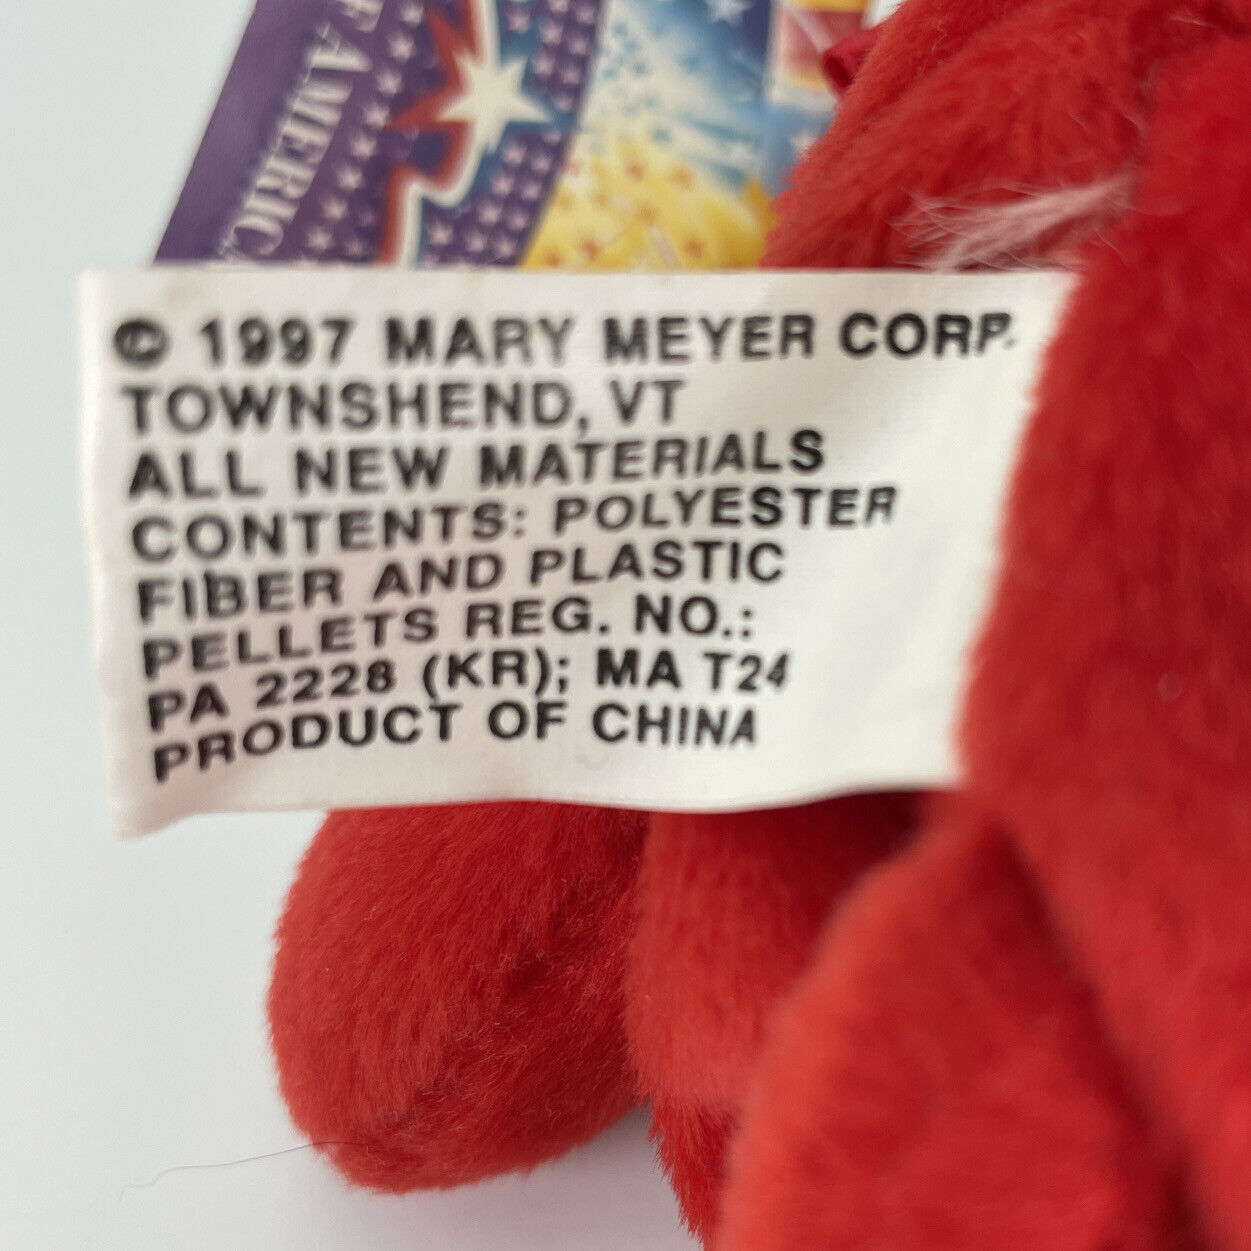 F AMERICA
© 1997 MARY MEYER CORP.
TOWNSHEND, VT
ALL NEW MATERIALS
CONTENTS: POLYESTER
FIBER AND PLASTIC
PELLETS REG. NO.:
PA 2228 (KR); MA T24
PRODUCT OF CHINA